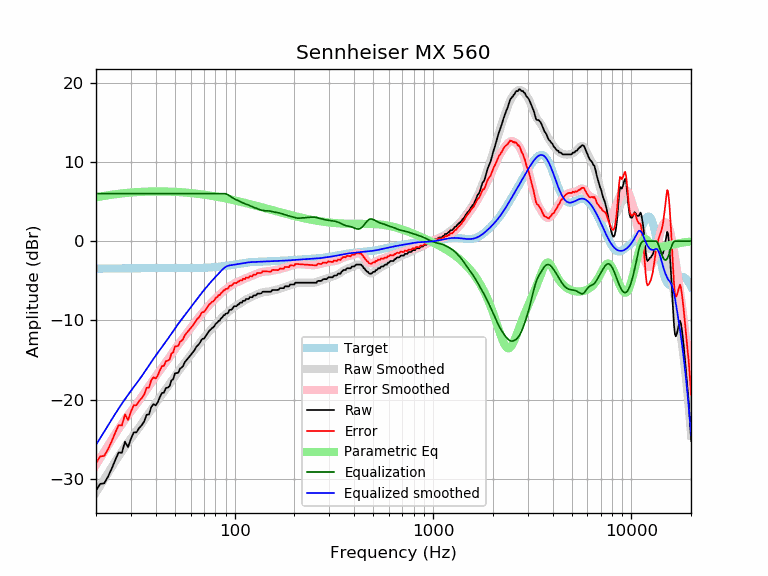 Sennheiser MX 560
Amplitude (dBr)
20
10
0
−10
−20
−30
Target
Raw Smoothed
Error Smoothed
Raw
Error
Parametric Eq
Equalization
Equalized smoothed
100
1000
10000
Frequency (Hz)